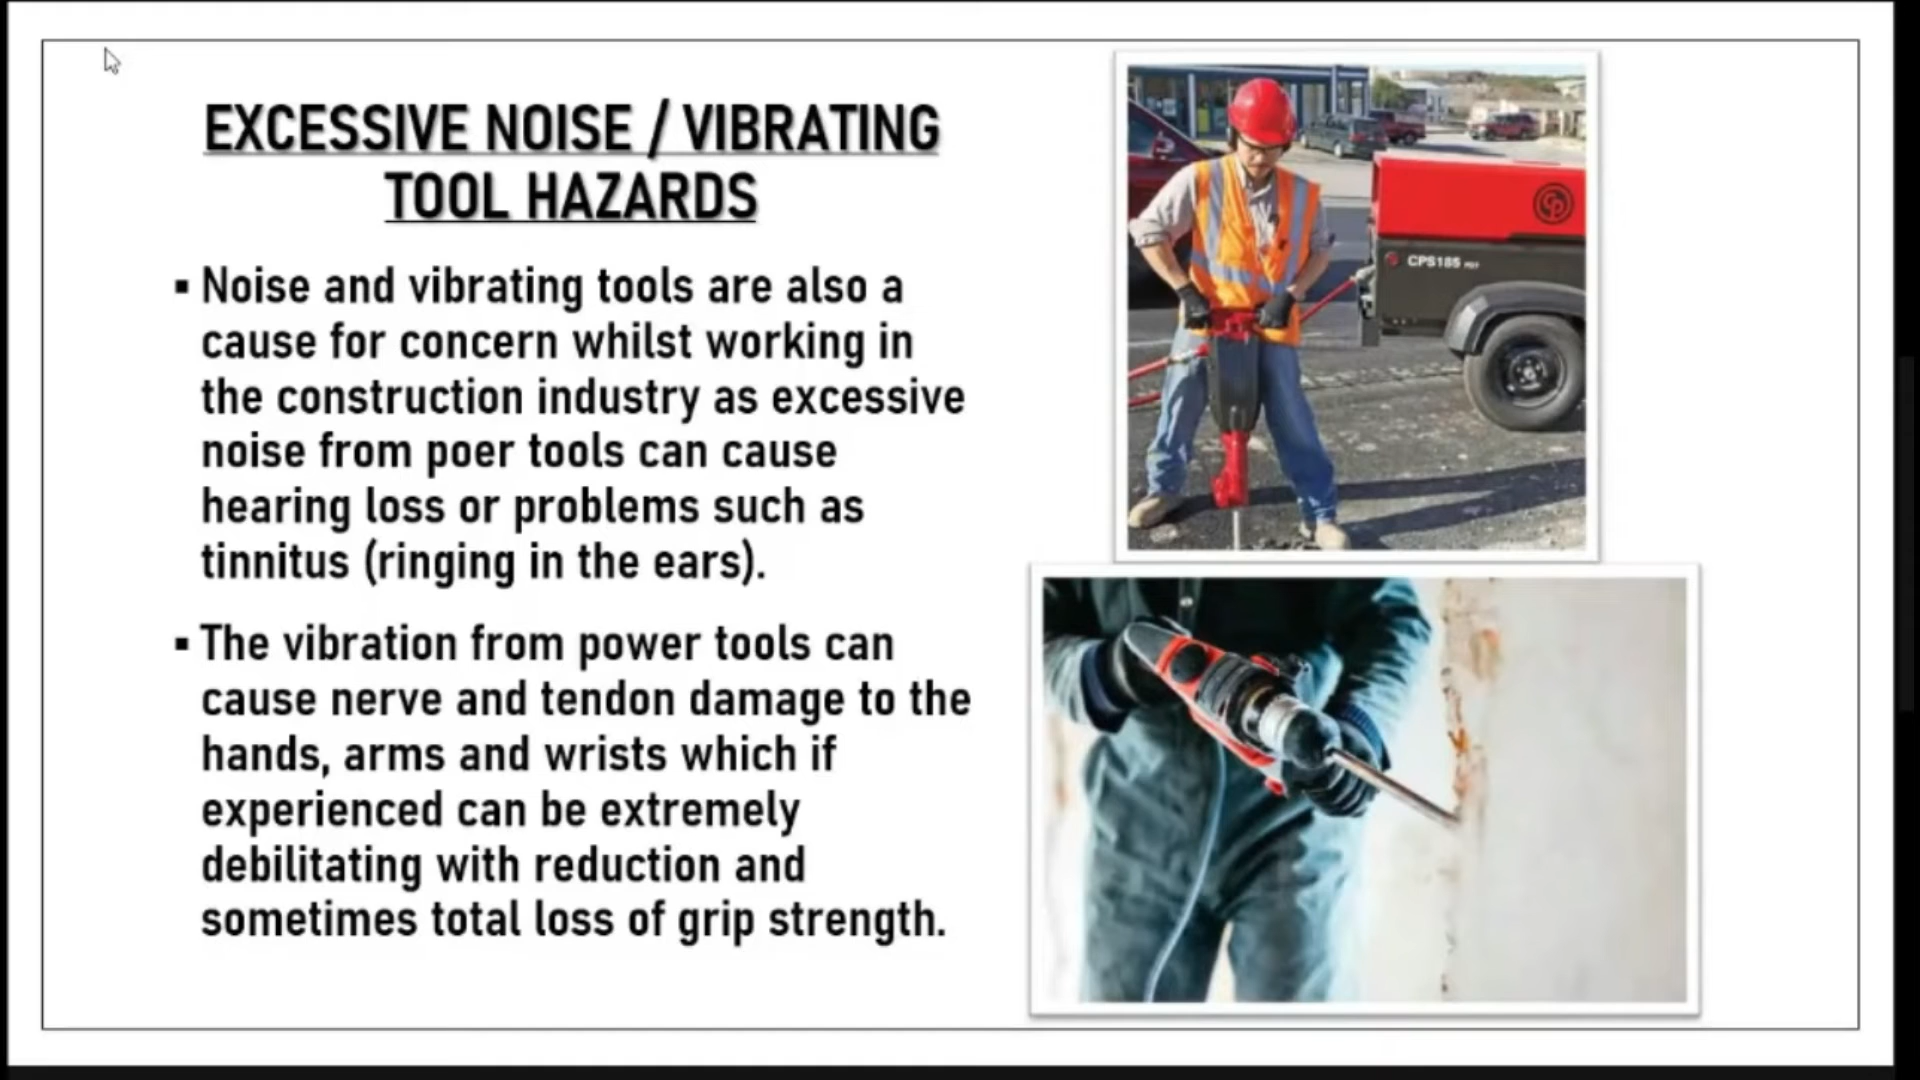 EXCESSIVE NOISE / VIBRATING
TOOL HAZARDS
▪ Noise and vibrating tools are also a
cause for concern whilst working in
the construction industry as excessive
noise from poer tools can cause
hearing loss or problems such as
tinnitus (ringing in the ears).
▪ The vibration from power tools can
cause nerve and tendon damage to the
hands, arms and wrists which if
experienced can be extremely
debilitating with reduction and
sometimes total loss of grip strength.
CP
CPS185